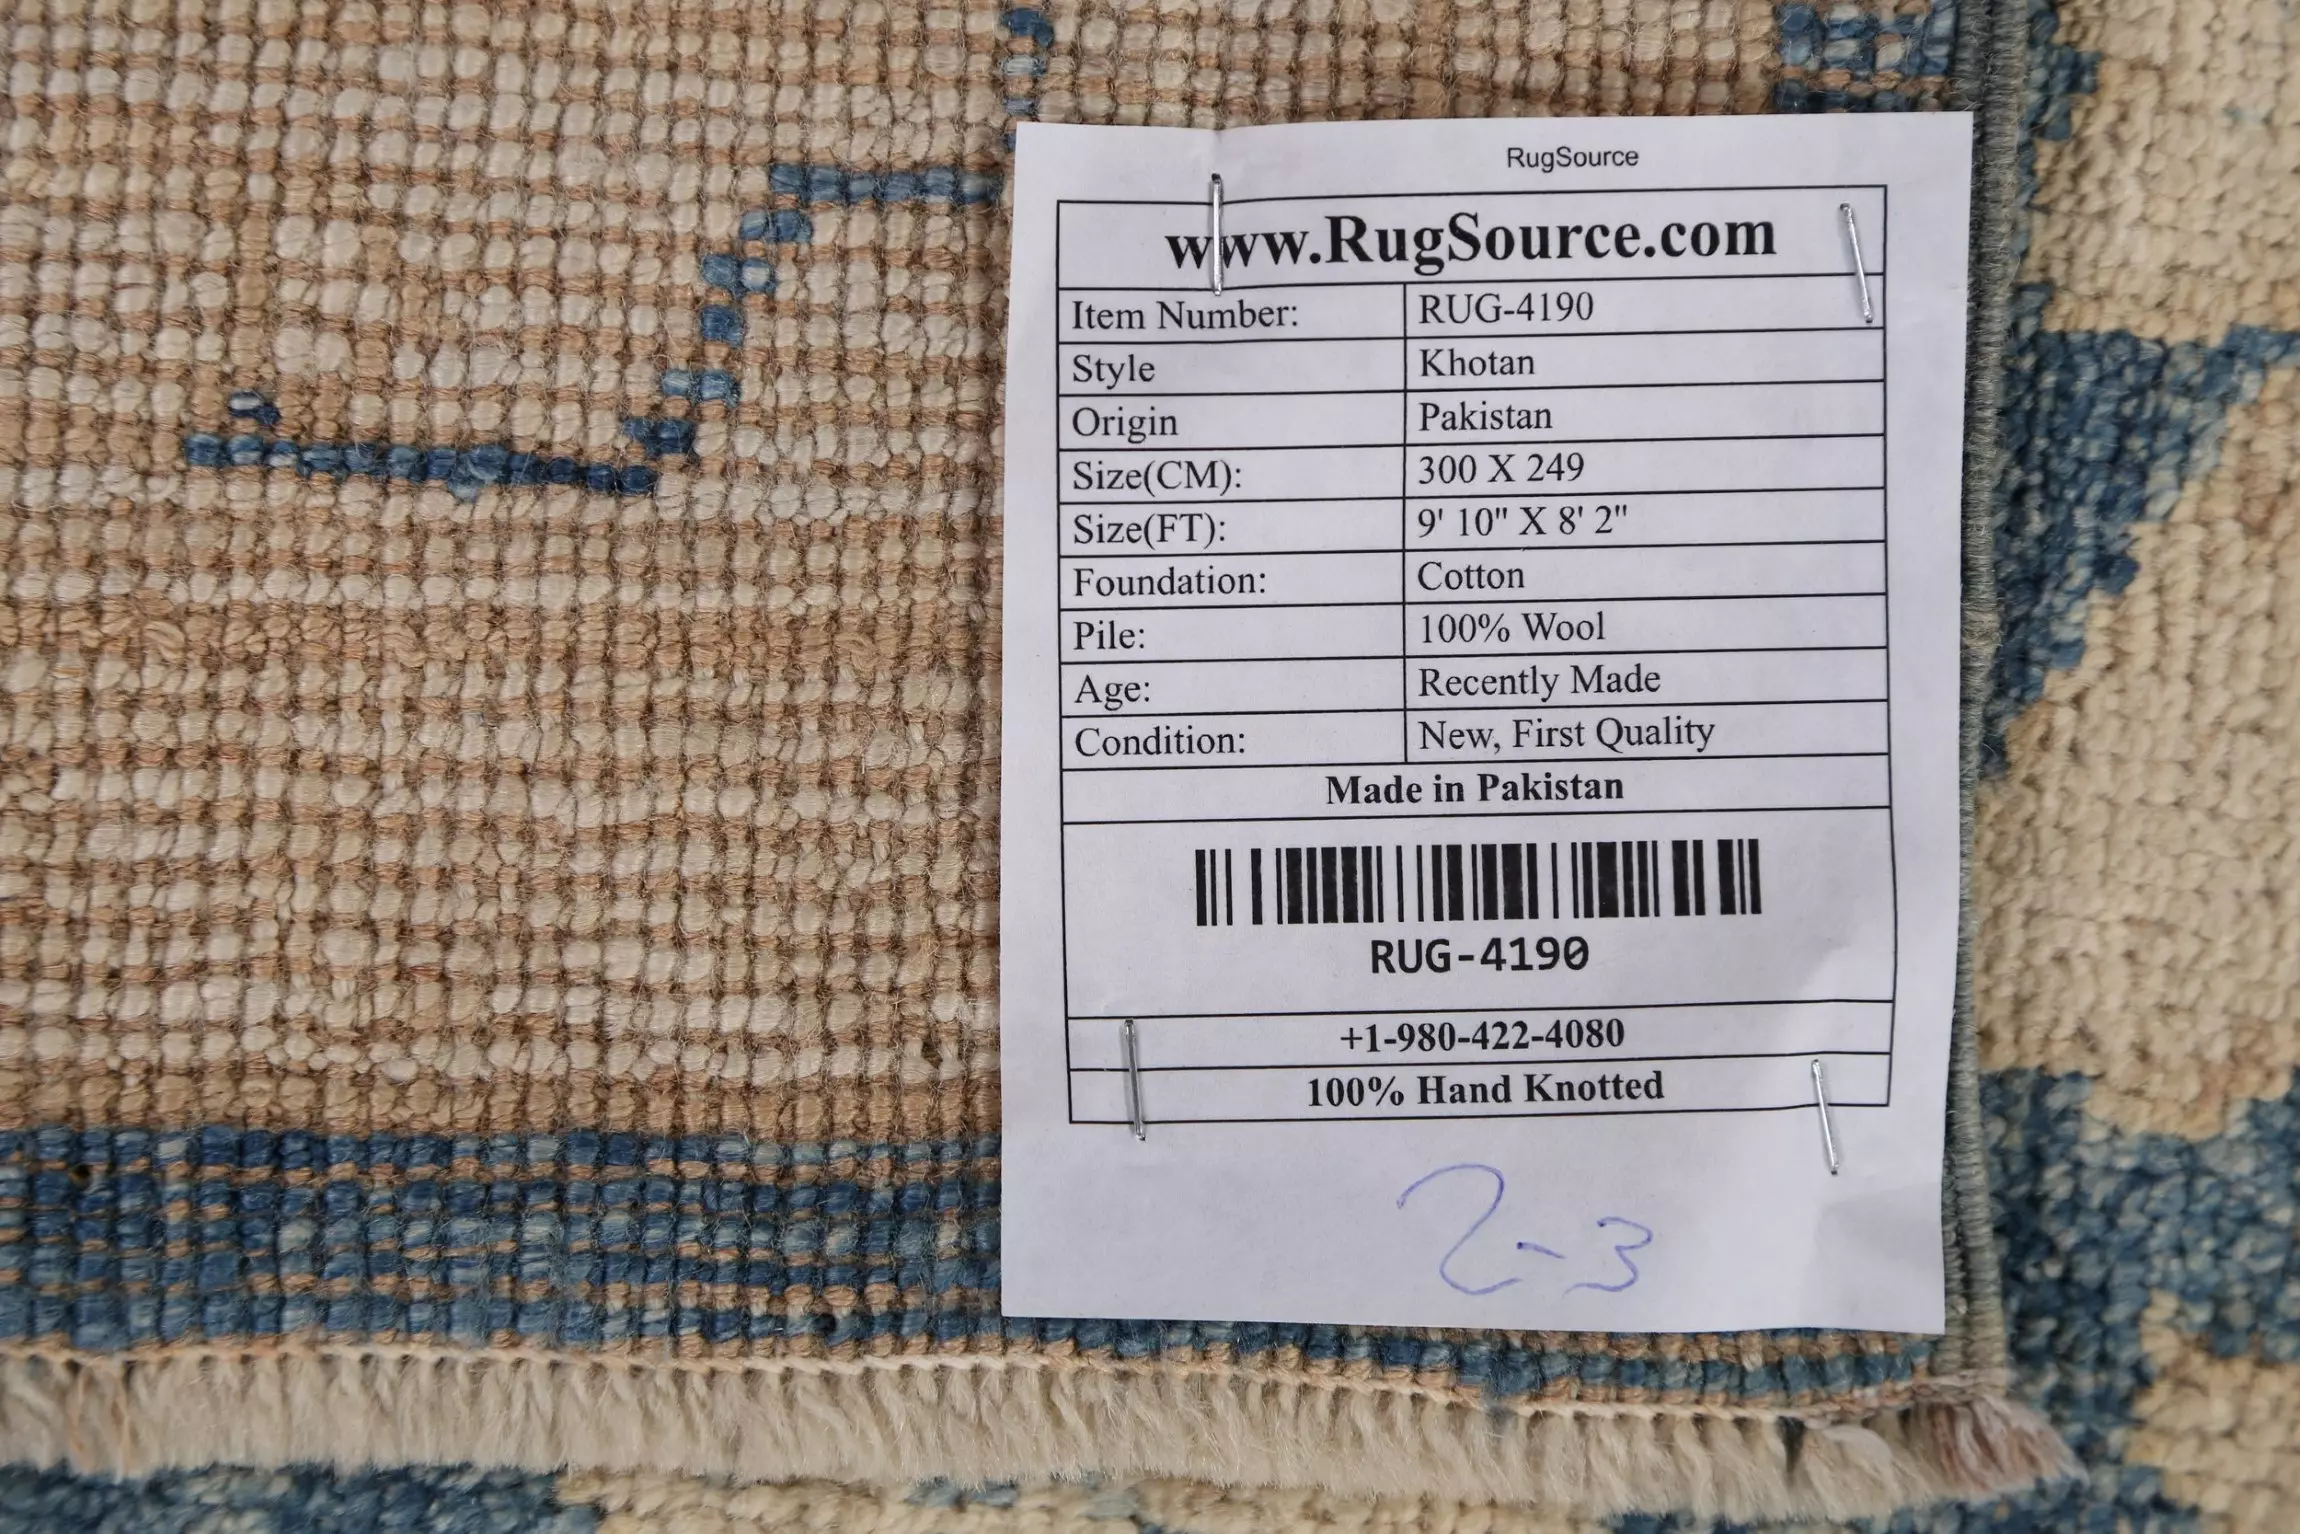 RugSource
www.RugSource.com
Item Number: RUG-4190
Style Khotan
Origin Pakistan
Size(CM): 300 X 249
Size(FT): 9' 10" X 8' 2"
Foundation: Cotton
Pile: 100% Wool
Age: Recently Made
Condition: New, First Quality
Made in Pakistan
RUG-4190
+1-980-422-4080
100% Hand Knotted
2-3